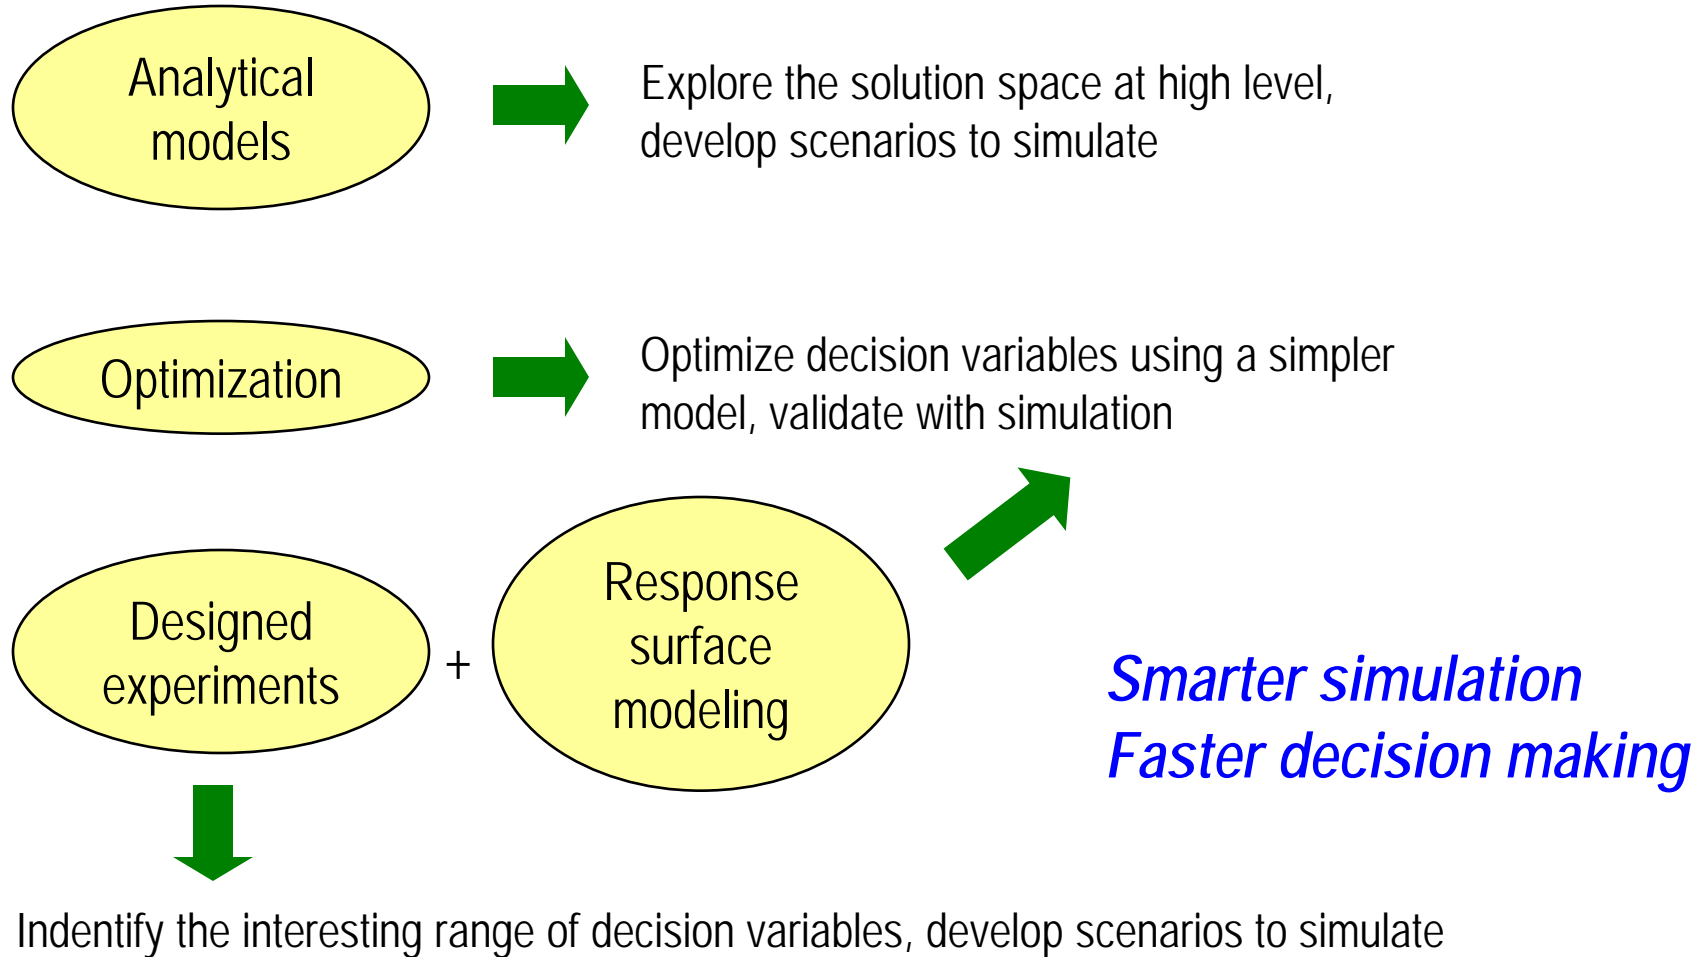 Analytical
models
Explore the solution space at high level,
develop scenarios to simulate
Optimization
Optimize decision variables using a simpler
model, validate with simulation
Designed
experiments
+
Response
surface
modeling
Smarter simulation
Faster decision making
Indentify the interesting range of decision variables, develop scenarios to simulate